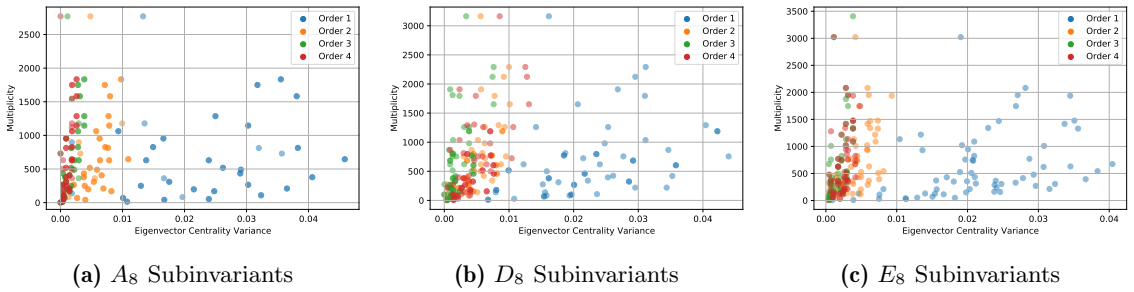 Order 1
Order 2
Order 3
Order 4
2500
2000
1500
1000
500
0
Multiplicity
0.00
0.01
0.02
0.03
0.04
Eigenvector Centrality Variance
(a) A₈ Subinvariants
Order 1
Order 2
Order 3
Order 4
3000
2500
2000
1500
1000
500
0
Multiplicity
0.00
0.01
0.02
0.03
0.04
Eigenvector Centrality Variance
(b) D₈ Subinvariants
Order 1
Order 2
Order 3
Order 4
3500
3000
2500
2000
1500
1000
500
0
Multiplicity
0.00
0.01
0.02
0.03
0.04
Eigenvector Centrality Variance
(c) E₈ Subinvariants